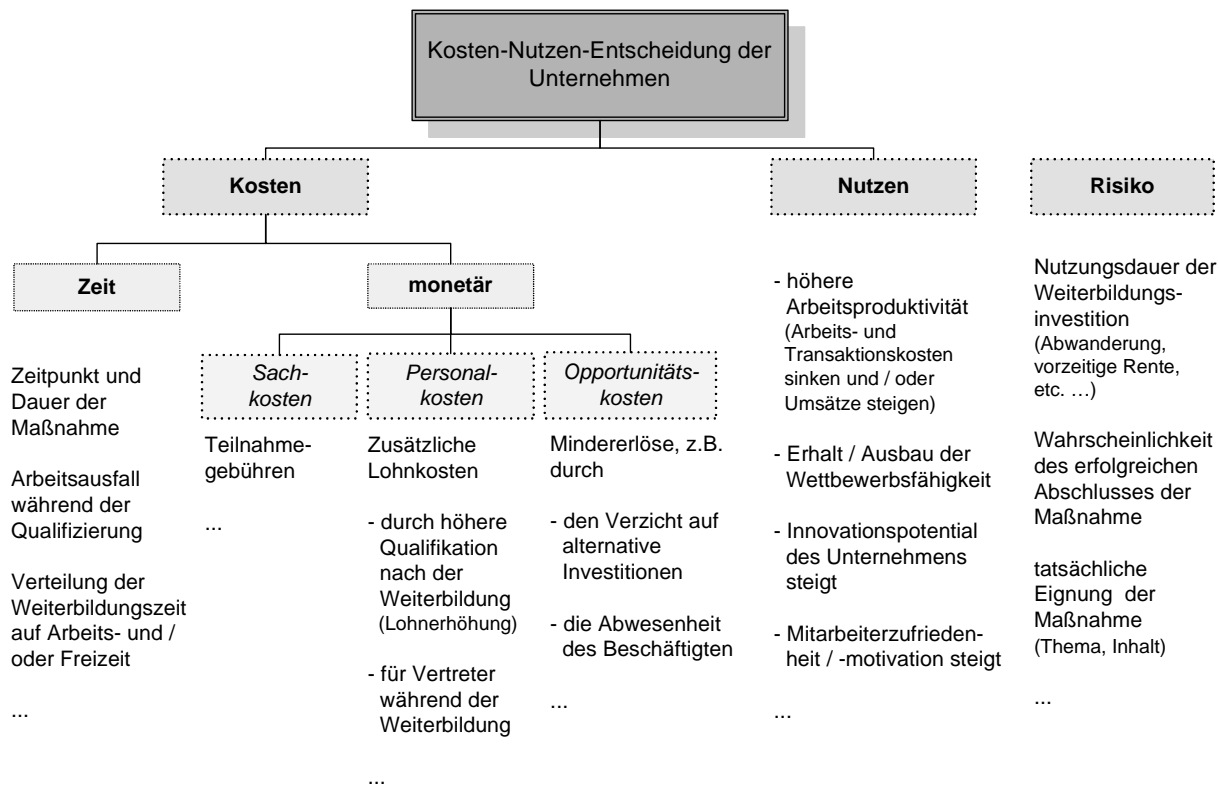 Kosten-Nutzen-Entscheidung der
Unternehmen
Kosten
Nutzen
Risiko
Zeit
monetär
Sach-
kosten
Personal-
kosten
Opportunitäts-
kosten
Zeitpunkt und
Dauer der
Maßnahme
Arbeitsausfall
während der
Qualifizierung
Verteilung der
Weiterbildungszeit
auf Arbeits- und /
oder Freizeit
...
Teilnahme-
gebühren
...
Zusätzliche
Lohnkosten
- durch höhere
Qualifikation
nach der
Weiterbildung
(Lohnerhöhung)
- für Vertreter
während der
Weiterbildung
...
Mindererlöse, z.B.
durch
- den Verzicht auf
alternative
Investitionen
- die Abwesenheit
des Beschäftigten
...
- höhere
Arbeitsproduktivität
(Arbeits- und
Transaktionskosten
sinken und / oder
Umsätze steigen)
- Erhalt / Ausbau der
Wettbewerbsfähigkeit
- Innovationspotential
des Unternehmens
steigt
- Mitarbeiterzufrieden-
heit / -motivation steigt
...
Nutzungsdauer der
Weiterbildungs-
investition
(Abwanderung,
vorzeitige Rente,
etc. …)
Wahrscheinlichkeit
des erfolgreichen
Abschlusses der
Maßnahme
tatsächliche
Eignung der
Maßnahme
(Thema, Inhalt)
...